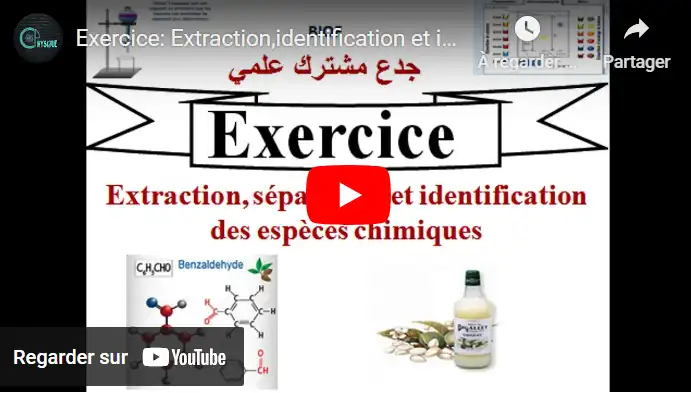 Exercice: Extraction,identification et i...
À regarder...
Partager
BIOF
جدع مشترك علمي
Exercice
Extraction, sépa et identification
des espèces chimiques
C₆H₅CHO
Benzaldehyde
Regarder sur YouTube